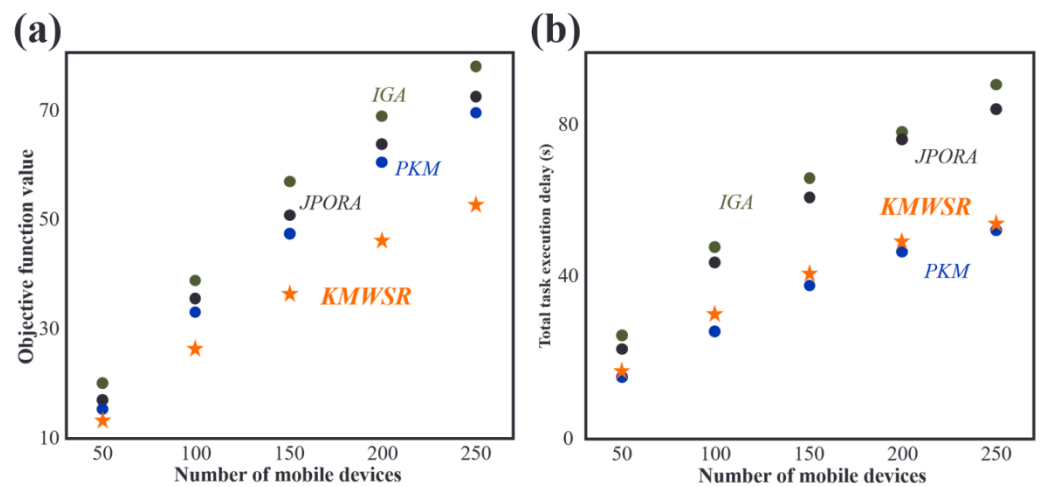 (a)
Objective function value
70
50
30
10
IGA
PKM
JPORA
KMWSR
50 100 150 200 250
Number of mobile devices
(b)
Total task execution delay (s)
80
40
0
JPORA
IGA
KMWSR
PKM
50 100 150 200 250
Number of mobile devices